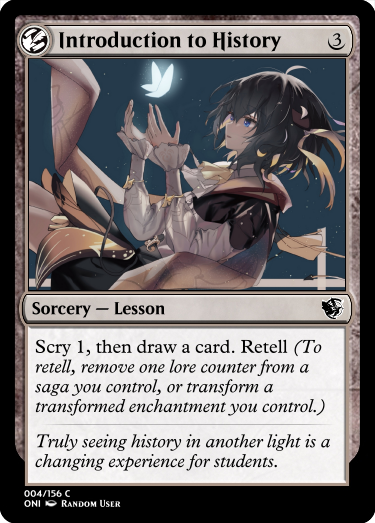 Introduction to History 3
Sorcery — Lesson
Scry 1, then draw a card. Retell (To
retell, remove one lore counter from a
saga you control, or transform a
transformed enchantment you control.)
Truly seeing history in another light is a
changing experience for students.
004/156 C
ONI Random User